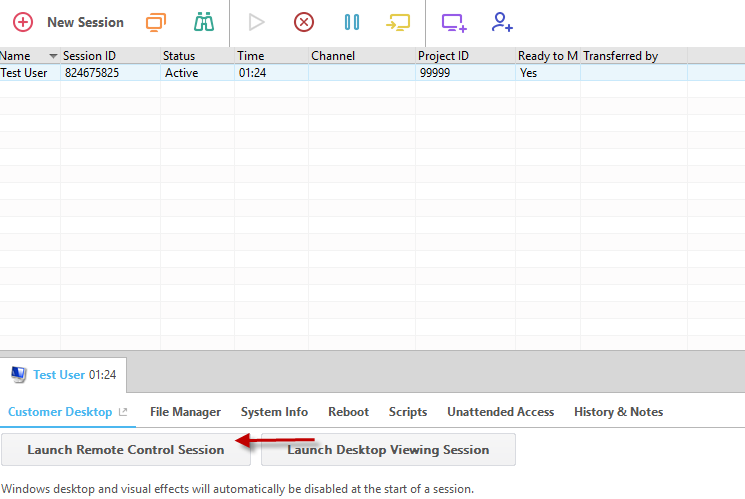 New Session
Name Session ID Status Time Channel Project ID Ready to M Transferred by
Test User 824675825 Active 01:24 99999 Yes
Test User 01:24
Customer Desktop File Manager System Info Reboot Scripts Unattended Access History & Notes
Launch Remote Control Session Launch Desktop Viewing Session
Windows desktop and visual effects will automatically be disabled at the start of a session.